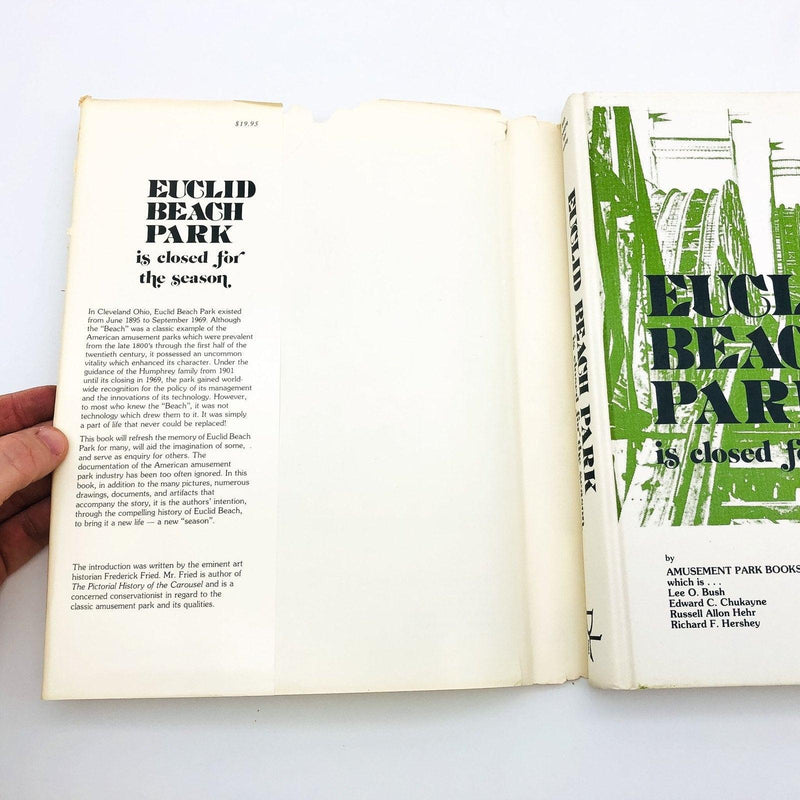 $19.95
EUCLID
BEACH
PARK
is closed for
the season.
In Cleveland Ohio, Euclid Beach Park existed
from June 1895 to September 1969. Although
the "Beach" was a classic example of the
American amusement parks which were prevalent
from the late 1800's through the first half of the
twentieth century, it possessed an uncommon
vitality which enhanced its character. Under the
guidance of the Humphrey family from 1901
until its closing in 1969, the park gained world-
wide recognition for the policy of its management
and the innovations of its technology. However,
to most who knew the "Beach", it was not
technology which drew them to it. It was simply
a part of life that never could be replaced!
This book will refresh the memory of Euclid Beach
Park for many, will aid the imagination of some,
and serve as enquiry for others. The
documentation of the American amusement
park industry has been too often ignored. In this
book, in addition to the many pictures, numerous
drawings, documents, and artifacts that
accompany the story, it is the authors' intention,
through the compelling history of Euclid Beach,
to bring it a new life — a new "season".
The introduction was written by the eminent art
historian Frederick Fried. Mr. Fried is author of
The Pictorial History of the Carousel and is a
concerned conservationist in regard to the
classic amusement park and its qualities.
EUCLID BEACH PARK
EUCL
BEAC
PAR
is closed fo
by
AMUSEMENT PARK BOOKS
which is . . .
Lee O. Bush
Edward C. Chukayne
Russell Allon Hehr
Richard F. Hershey